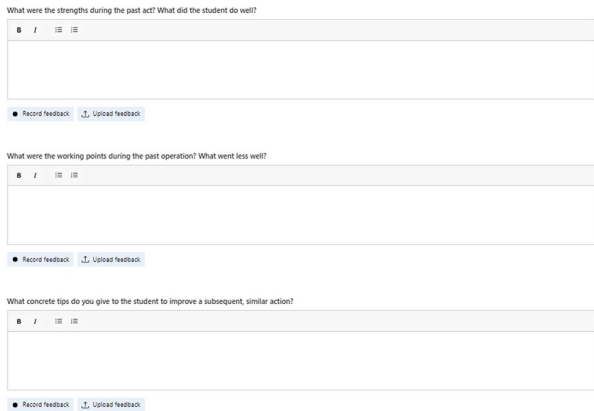 What were the strengths during the past act? What did the student do well?
B I
Record feedback Upload feedback
What were the working points during the past operation? What went less well?
B I
Record feedback Upload feedback
What concrete tips do you give to the student to improve a subsequent, similar action?
B I
Record feedback Upload feedback